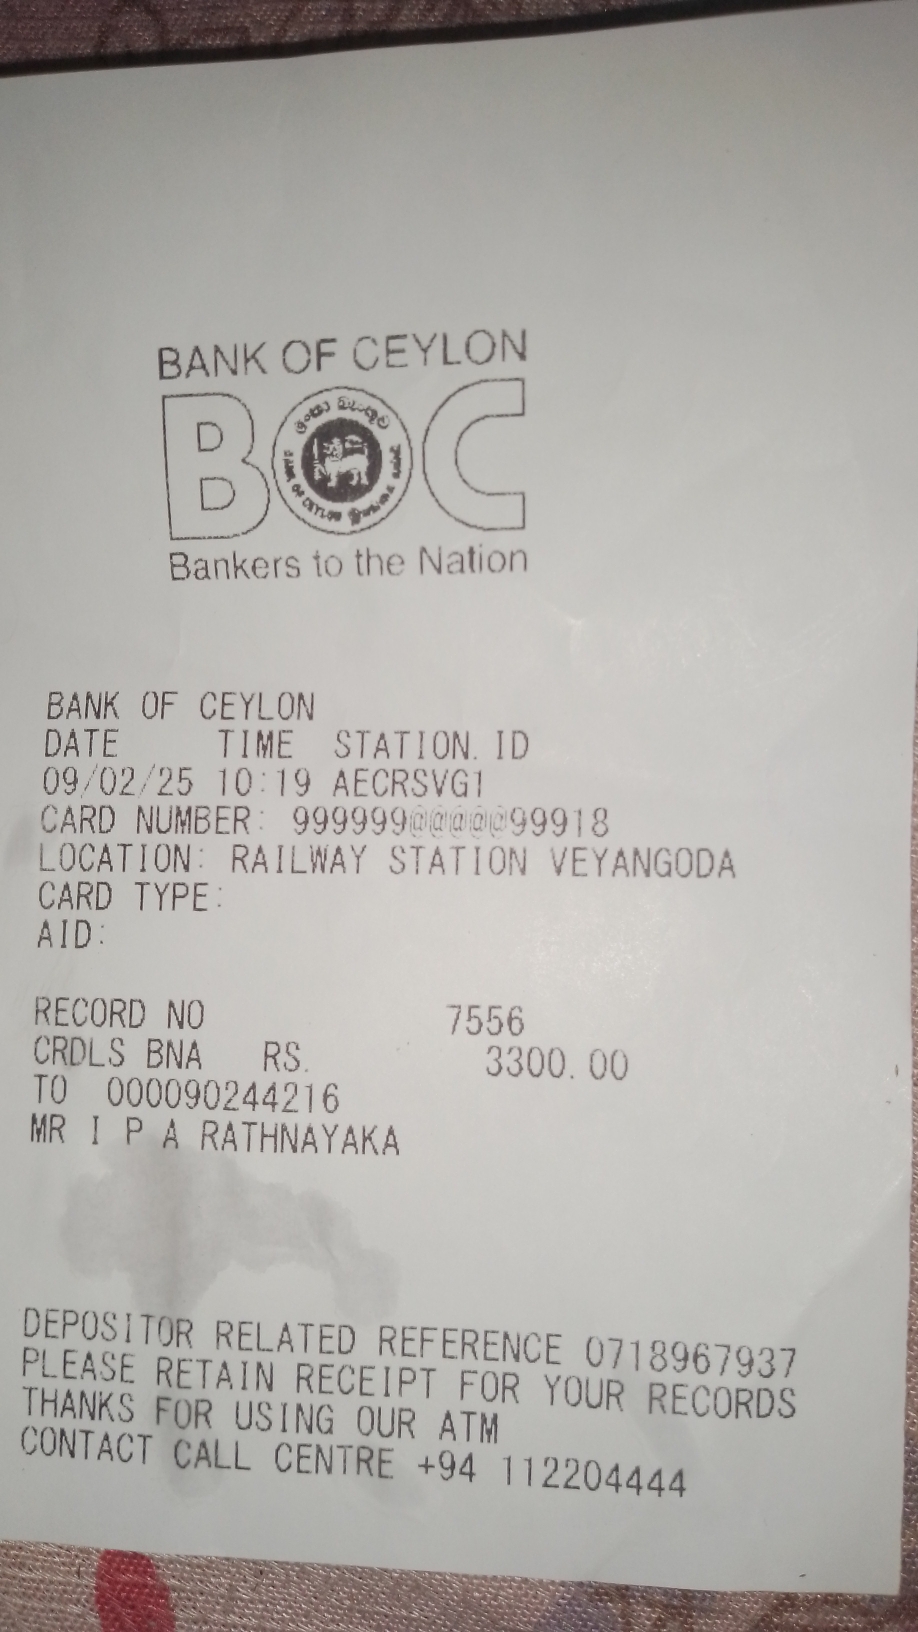 BANK OF CEYLON
BOC
ලංකා බැංකුව
BANK OF CEYLON
Bankers to the Nation
BANK OF CEYLON
DATE TIME STATION.ID
09/02/25 10:19 AECRSVG1
CARD NUMBER: 999999@@@@@99918
LOCATION: RAILWAY STATION VEYANGODA
CARD TYPE:
AID:
RECORD NO 7556
CRDLS BNA RS. 3300.00
TO 000090244216
MR I P A RATHNAYAKA
DEPOSITOR RELATED REFERENCE 0718967937
PLEASE RETAIN RECEIPT FOR YOUR RECORDS
THANKS FOR USING OUR ATM
CONTACT CALL CENTRE +94 112204444